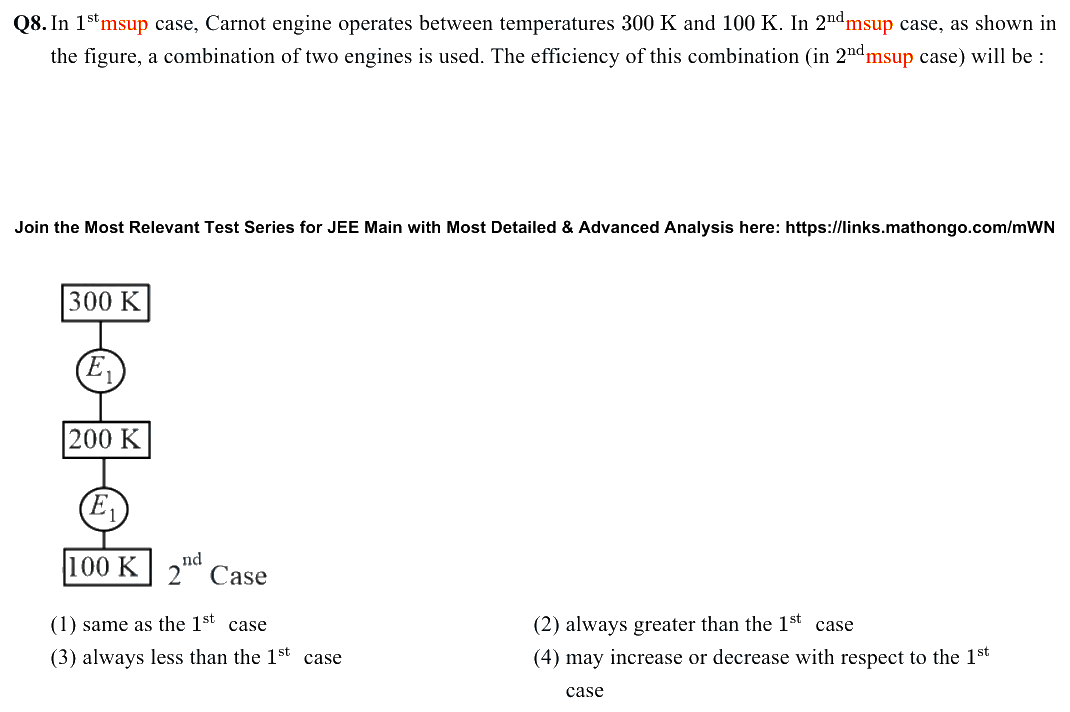 Q8. In 1ˢᵗmsup case, Carnot engine operates between temperatures 300 K and 100 K. In 2ⁿᵈmsup case, as shown in
the figure, a combination of two engines is used. The efficiency of this combination (in 2ⁿᵈmsup case) will be :
Join the Most Relevant Test Series for JEE Main with Most Detailed & Advanced Analysis here: https://links.mathongo.com/mWN
300 K
E₁
200 K
E₁
100 K 2ⁿᵈ Case
(1) same as the 1ˢᵗ case (2) always greater than the 1ˢᵗ case
(3) always less than the 1ˢᵗ case (4) may increase or decrease with respect to the 1ˢᵗ
case